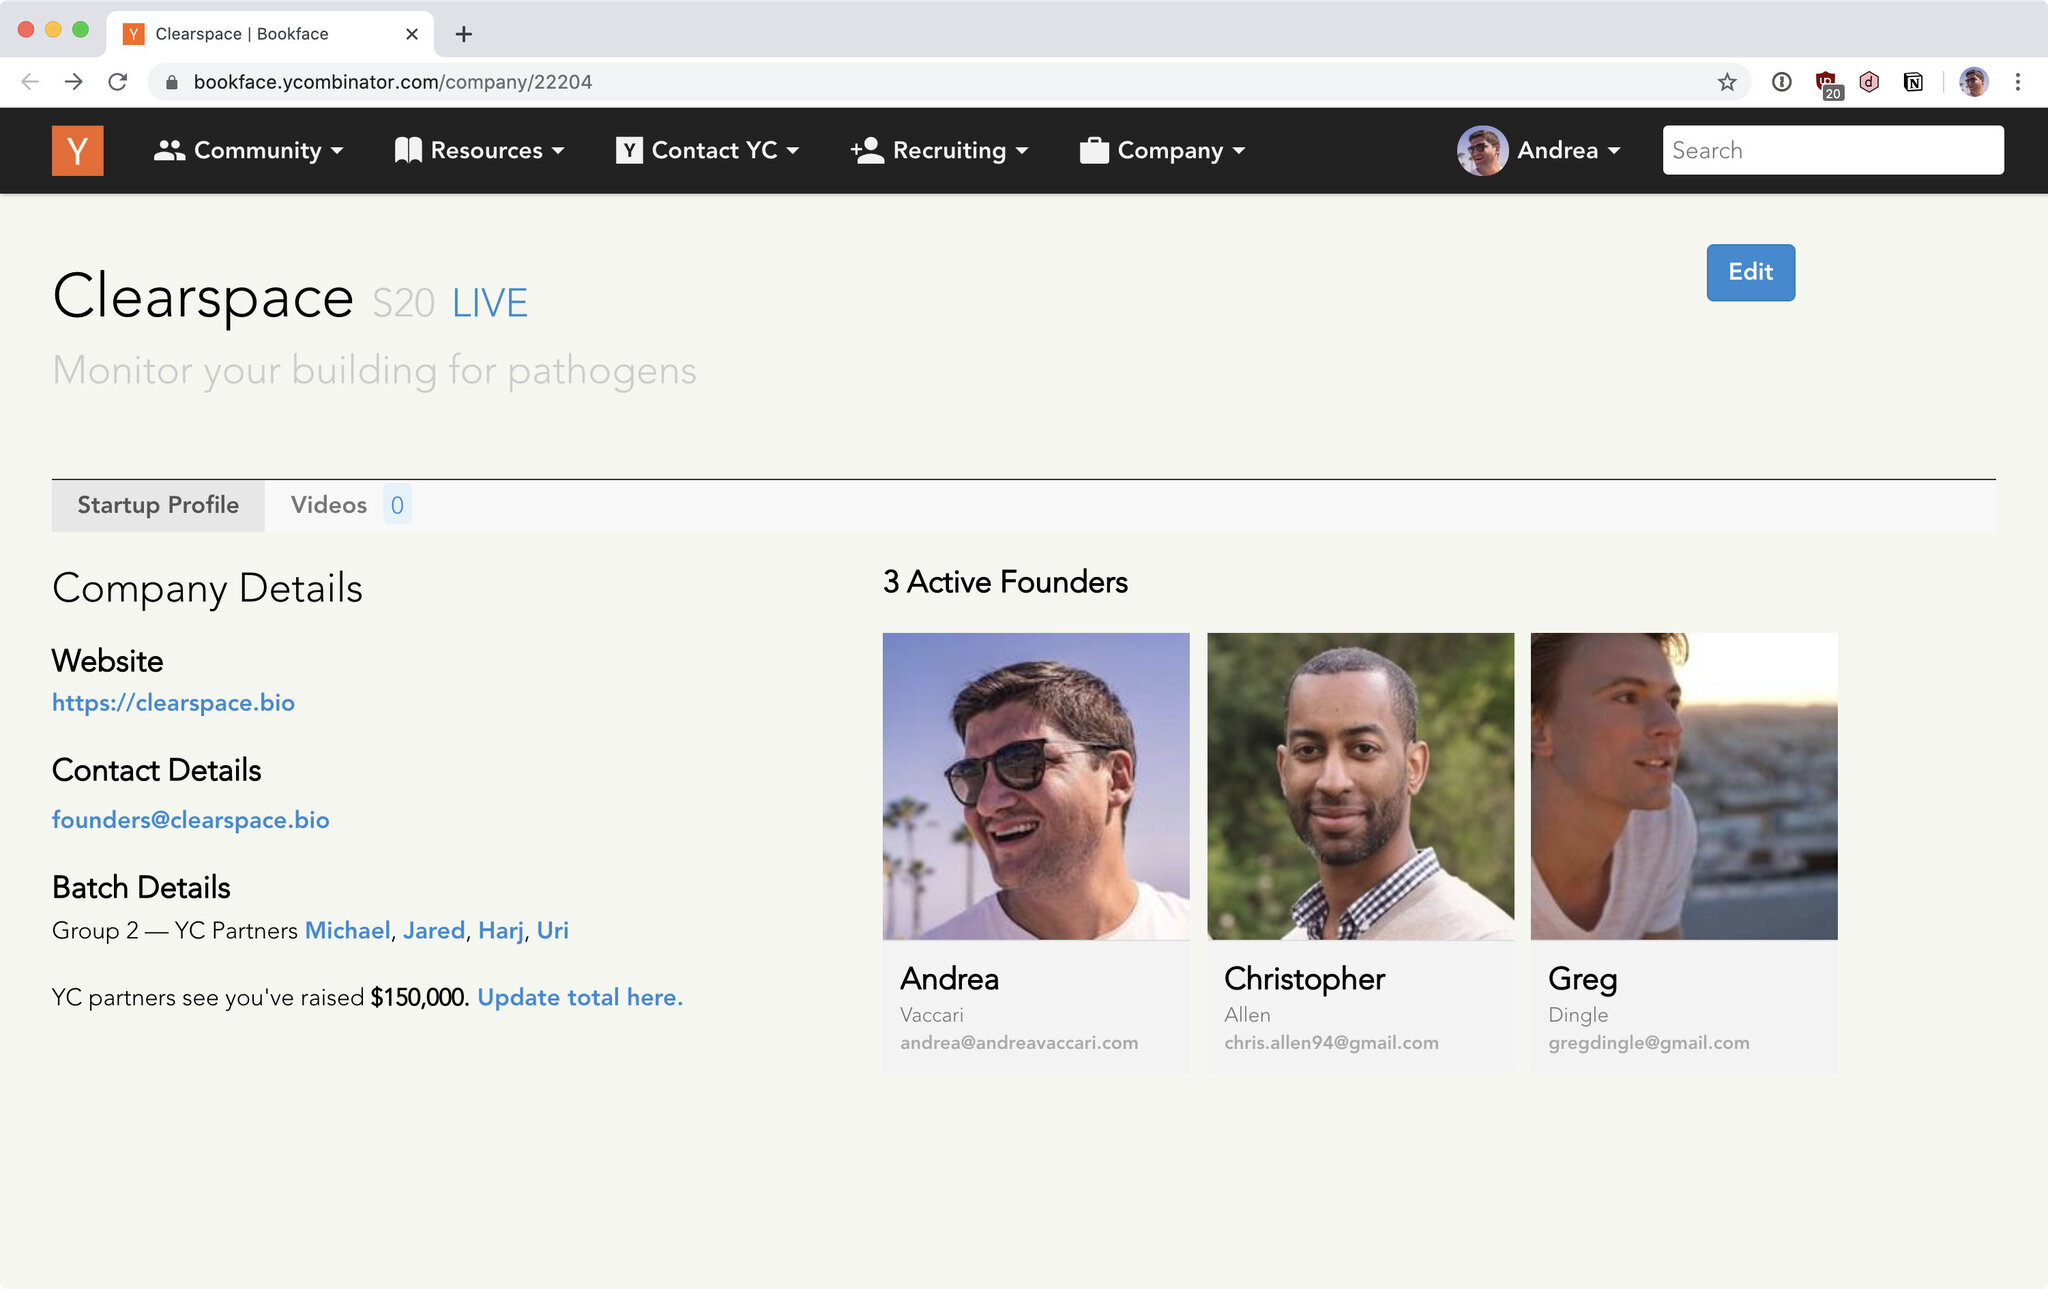 Y Clearspace | Bookface
bookface.ycombinator.com/company/22204
20
Y Community Resources Y Contact YC Recruiting Company Andrea Search
Edit
Clearspace S20 LIVE
Monitor your building for pathogens
Startup Profile Videos 0
Company Details
Website
https://clearspace.bio
Contact Details
founders@clearspace.bio
Batch Details
Group 2 — YC Partners Michael, Jared, Harj, Uri
YC partners see you've raised $150,000. Update total here.
3 Active Founders
Andrea
Vaccari
andrea@andreavaccari.com
Christopher
Allen
chris.allen94@gmail.com
Greg
Dingle
gregdingle@gmail.com